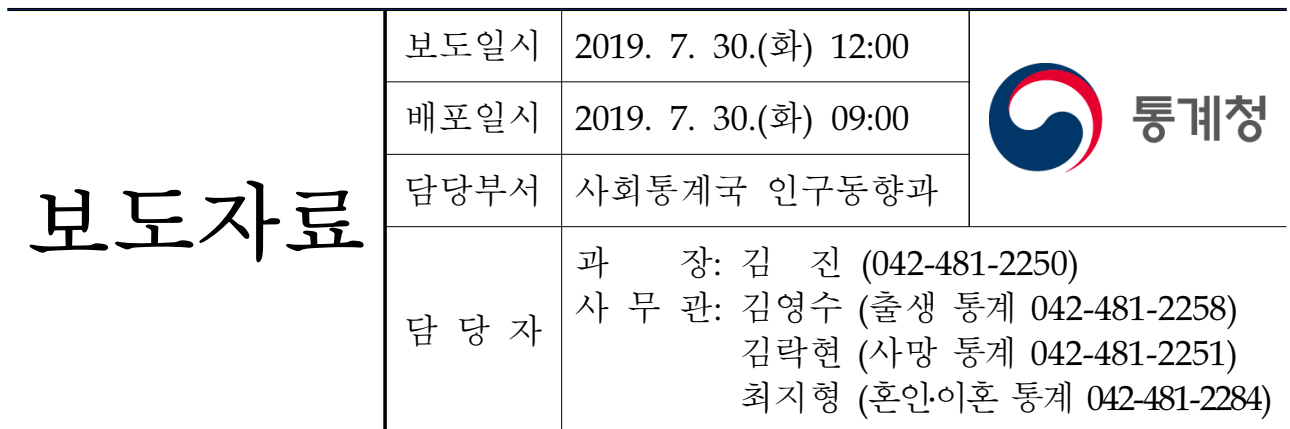 보도자료
보도일시 2019. 7. 30.(화) 12:00
배포일시 2019. 7. 30.(화) 09:00
담당부서 사회통계국 인구동향과
통계청
담 당 자
과 장: 김 진 (042-481-2250)
사 무 관: 김영수 (출생 통계 042-481-2258)
김락현 (사망 통계 042-481-2251)
최지형 (혼인·이혼 통계 042-481-2284)